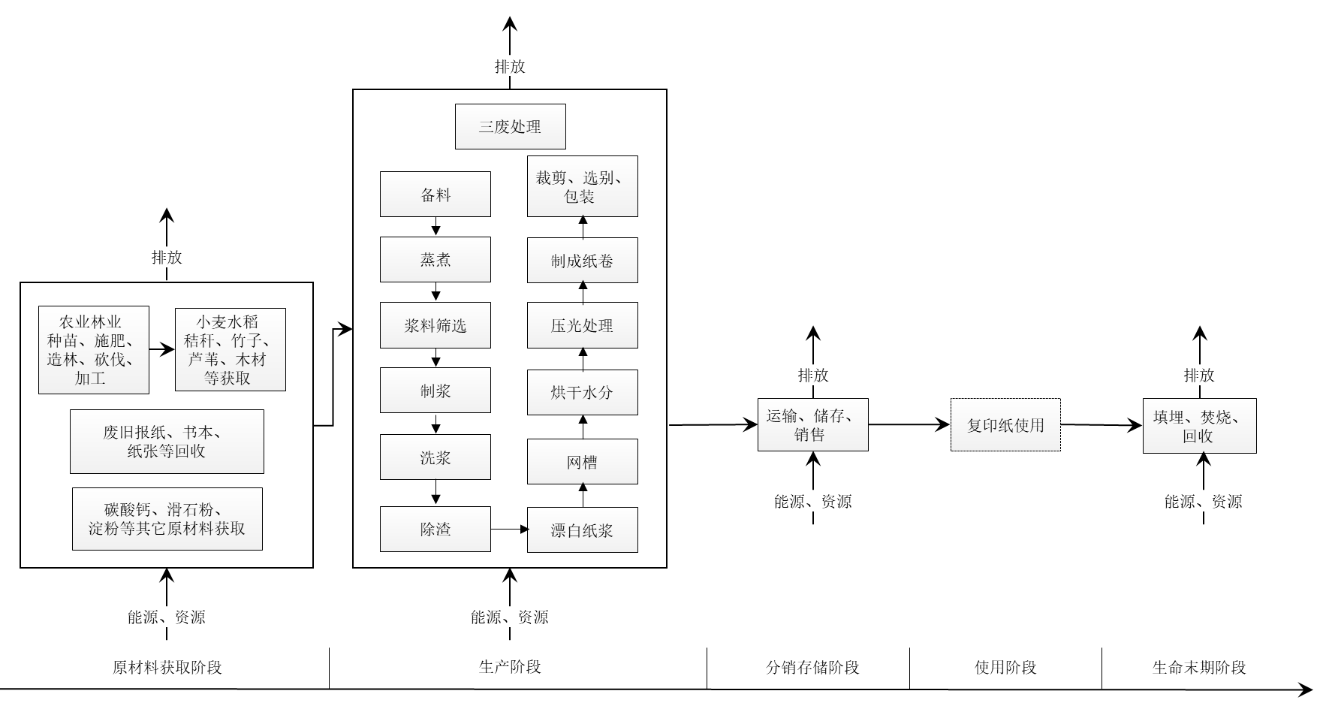 排放
三废处理
备料
蒸煮
浆料筛选
制浆
洗浆
除渣
漂白纸浆
网槽
烘干水分
压光处理
制成纸卷
裁剪、选别、
包装
能源、资源
排放
农业林业
种苗、施肥、
造林、砍伐、
加工
小麦水稻
秸秆、竹子、
芦苇、木材
等获取
废旧报纸、书本、
纸张等回收
碳酸钙、滑石粉、
淀粉等其它原材料获取
能源、资源
排放
运输、储存、
销售
能源、资源
复印纸使用
排放
填埋、焚烧、
回收
能源、资源
原材料获取阶段
生产阶段
分销存储阶段
使用阶段
生命末期阶段